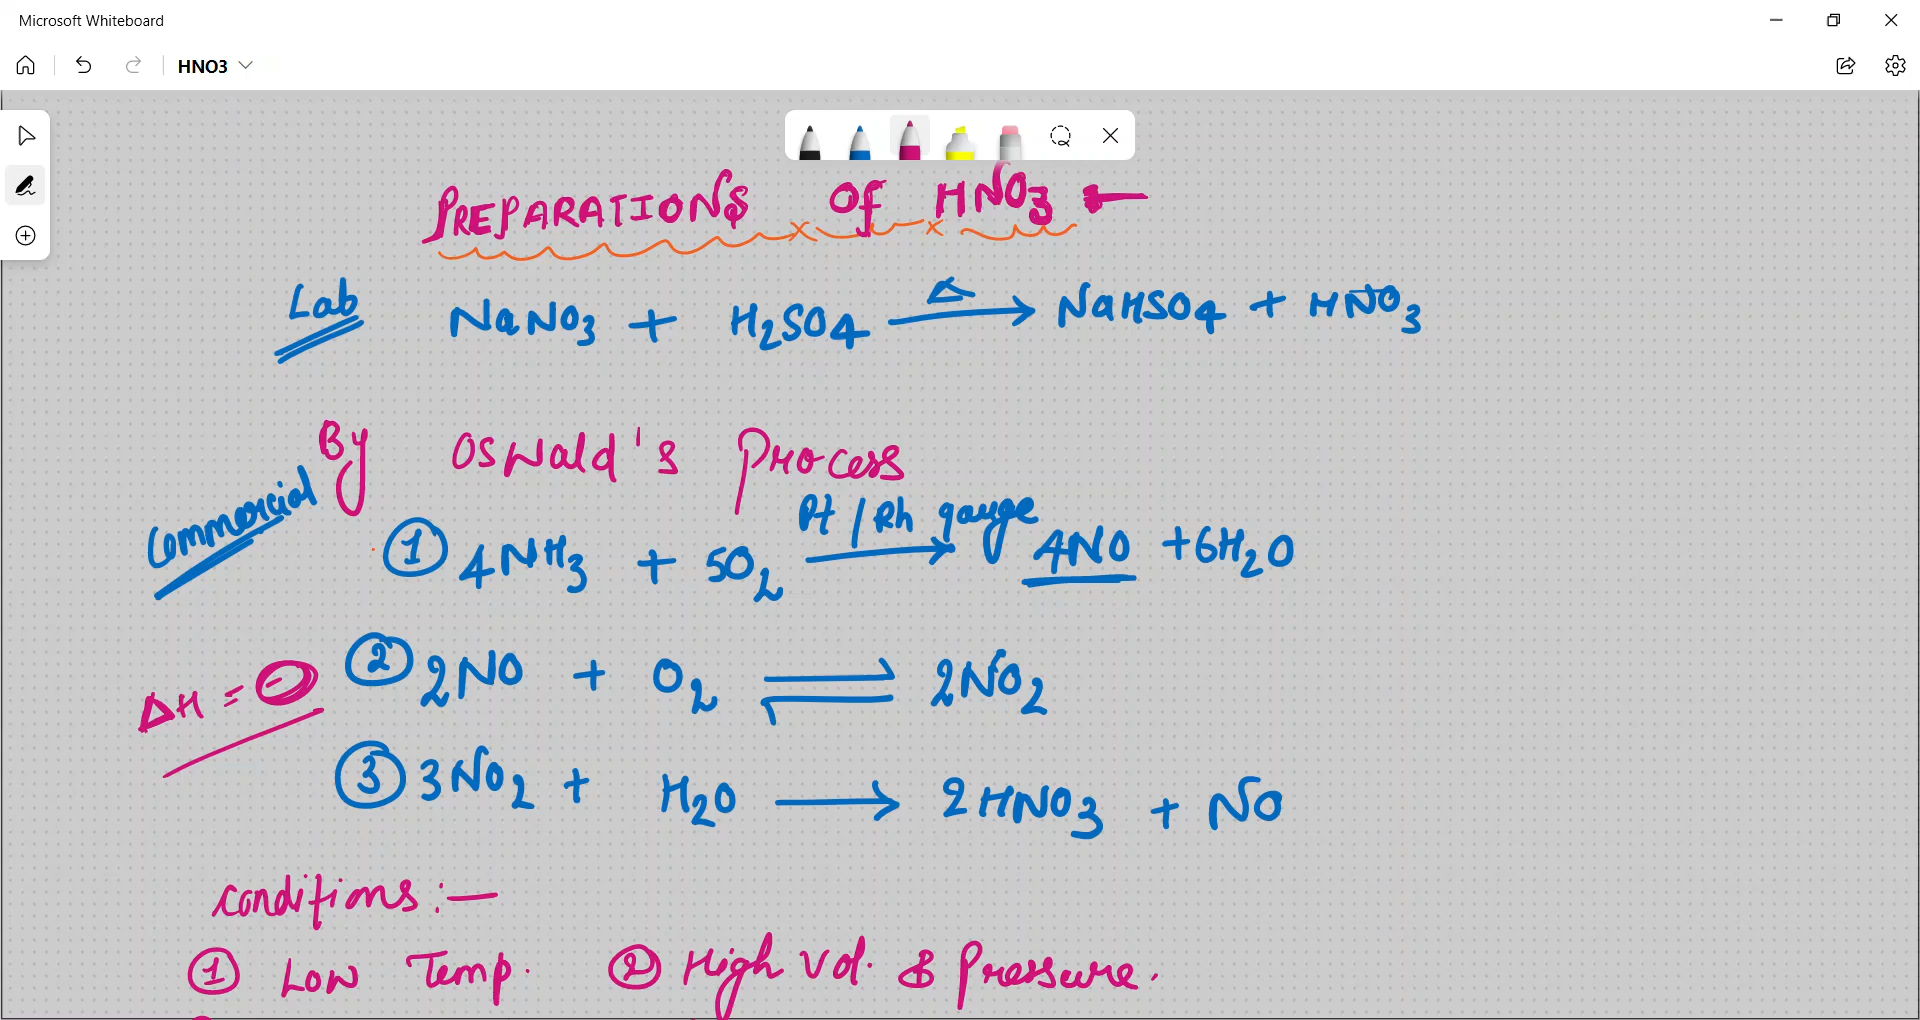 Microsoft Whiteboard
HNO3
PREPARATIONS Of HNO3 :-
Lab NaNO3 + H2SO4 Δ→ NaHSO4 + HNO3
By Oswald's Process
Commercial
Pt / Rh gauge
① 4NH3 + 5O2 → 4NO + 6H2O
② 2NO + O2 ⇌ 2NO2
ΔH = -
③ 3NO2 + H2O → 2HNO3 + NO
Conditions :-
① Low Temp. ② High Vol. & Pressure.